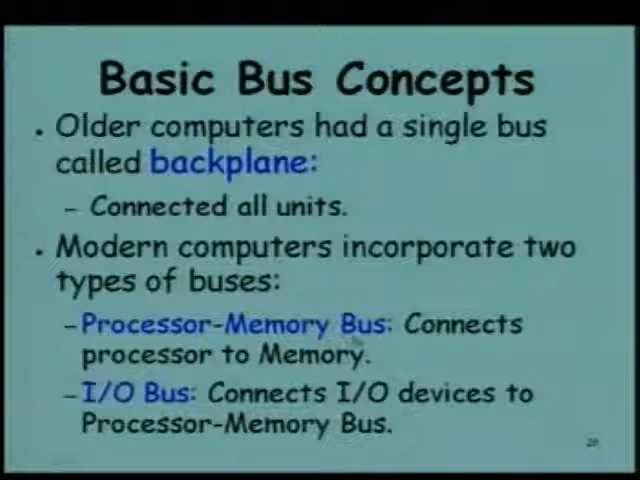 Basic Bus Concepts
• Older computers had a single bus
called backplane:
– Connected all units.
• Modern computers incorporate two
types of buses:
–Processor-Memory Bus: Connects
processor to Memory.
–I/O Bus: Connects I/O devices to
Processor-Memory Bus.
20